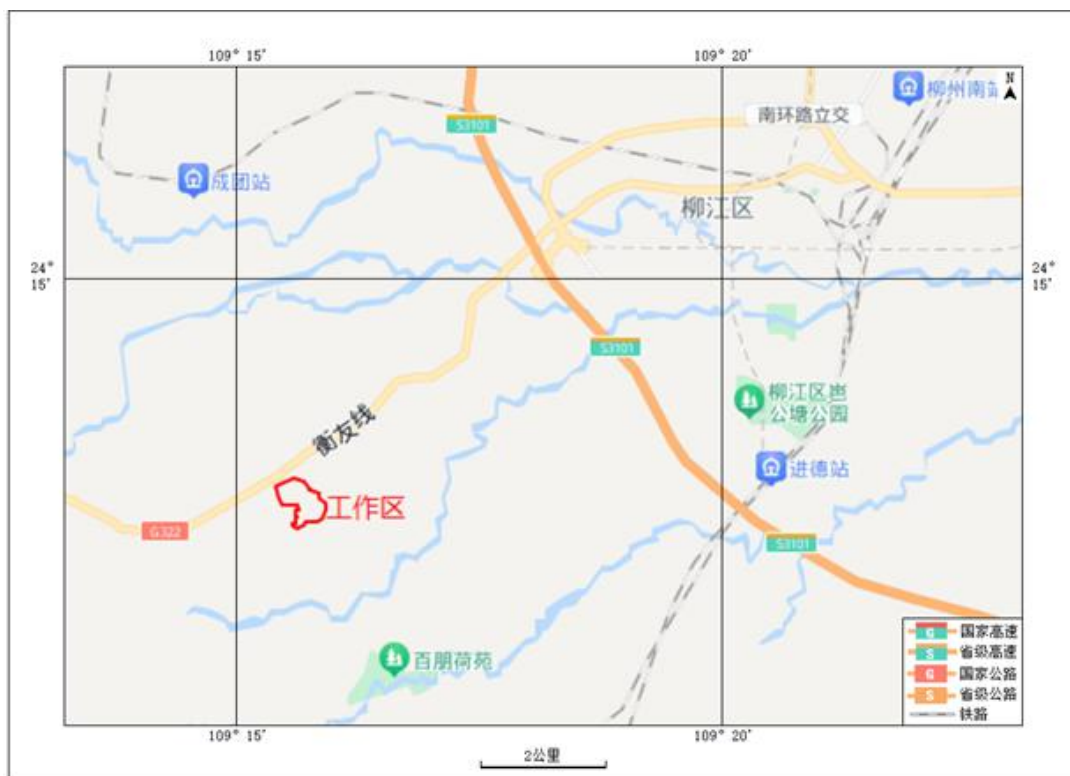 109° 15′
109° 20′
N
柳州南站
S3101
南环路立交
成团站
柳江区
24°
15′
24°
15′
S3101
柳江区岜
公塘公园
衡友线
进德站
工作区
G322
S3101
百朋荷苑
G 国家高速
S 省级高速
G 国家公路
S 省级公路
铁路
109° 15′
109° 20′
2公里